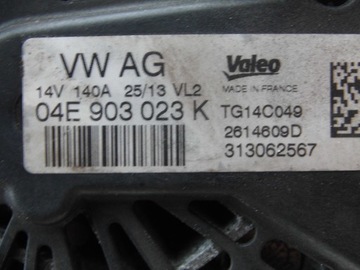 VW AG
14V 140A 25/13 VL2
04E 903 023 K
Valeo
MADE IN FRANCE
TG14C049
2614609D
313062567